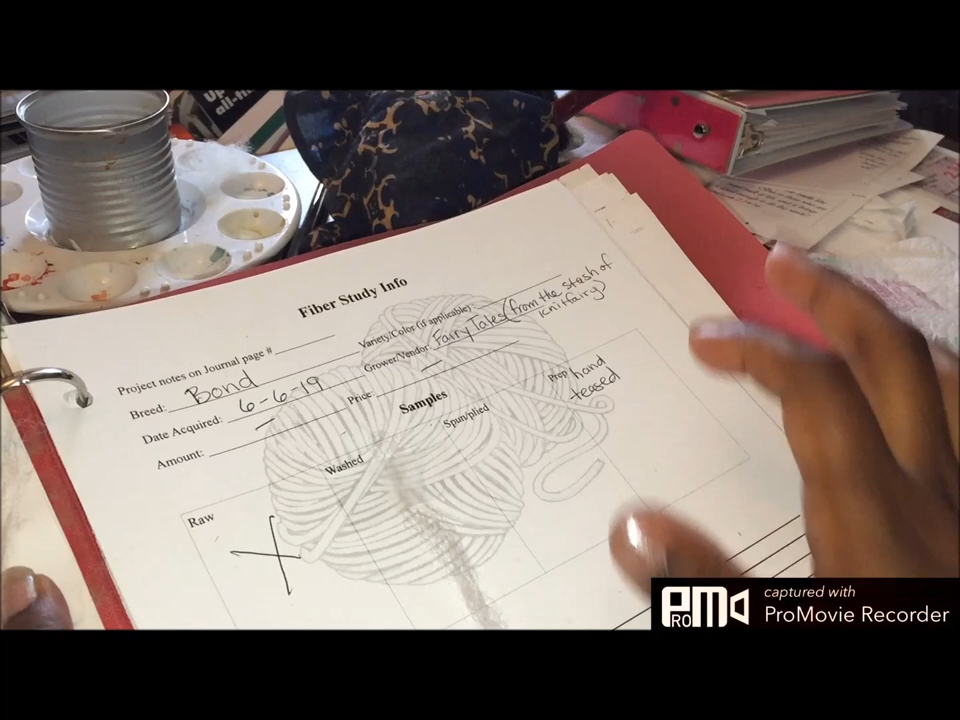 Fiber Study Info
Project notes on Journal page #
Breed: Bond
Variety/Color (if applicable)
Date Acquired: 6-6-19
Grower/Vendor: Fairy Tales (from the stash of
Knitfairy)
Amount: —
Price: —
Prep hand
teased
Samples
Raw
Washed
Spun/plied
X
PRO M
captured with
ProMovie Recorder